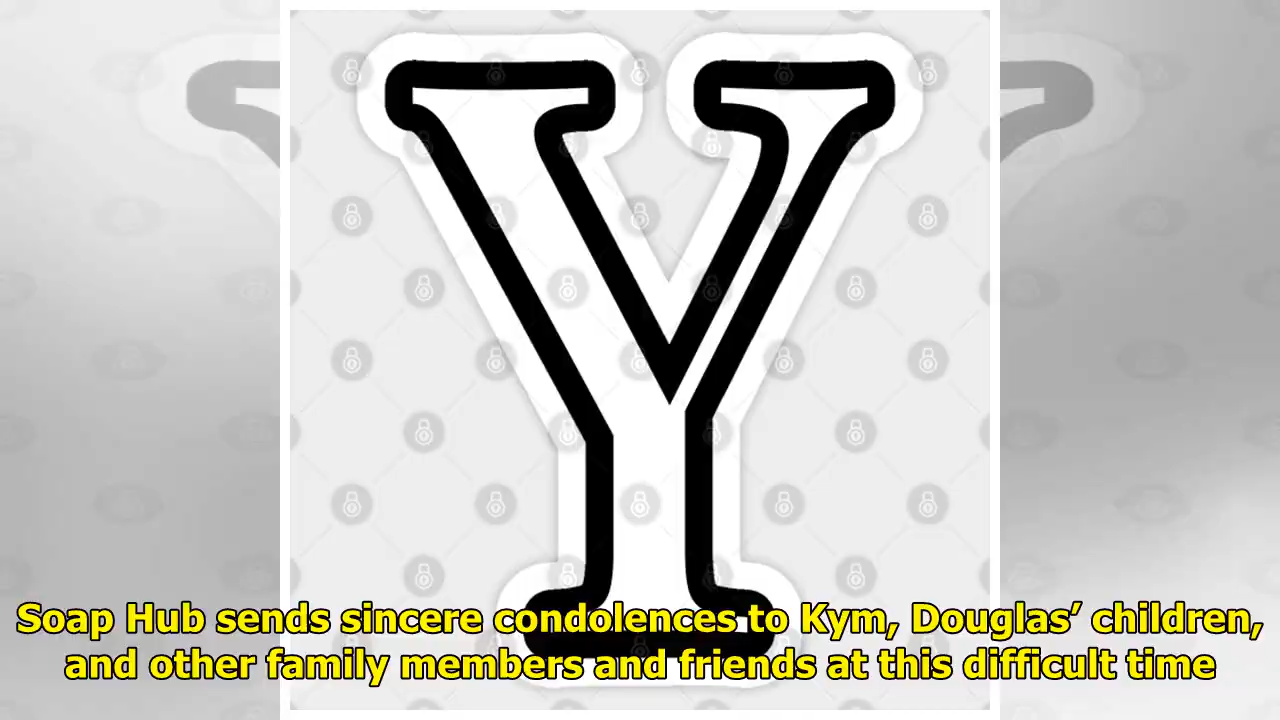 Y
Soap Hub sends sincere condolences to Kym, Douglas’ children,
and other family members and friends at this difficult time